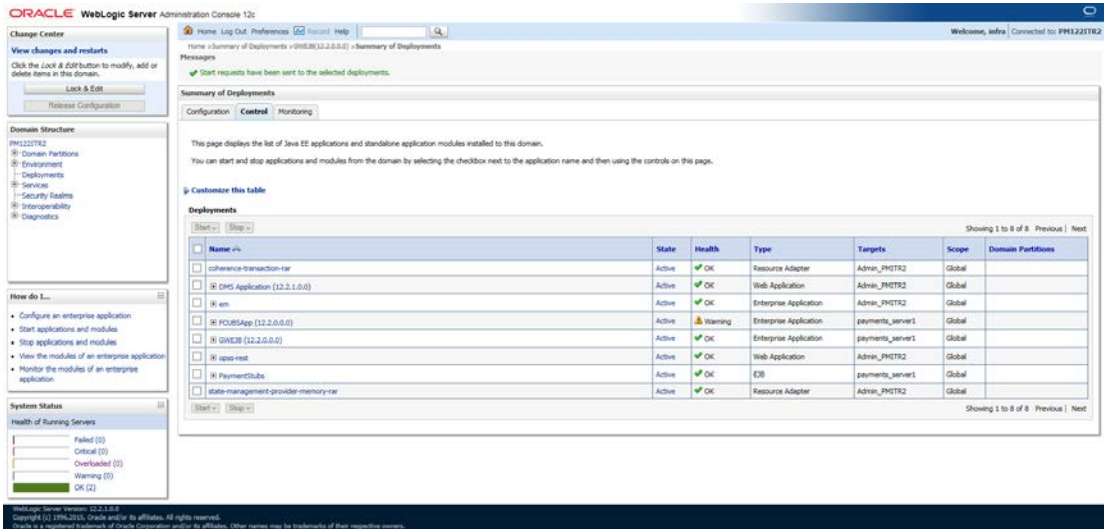 ORACLE WebLogic Server Administration Console 12c
Change Center
View changes and restarts
Click the Lock & Edit button to modify, add or
delete items in this domain.
Lock & Edit
Release Configuration
Domain Structure
PM122ITR2
Domain Partitions
Environment
Deployments
Services
Security Realms
Interoperability
Diagnostics
How do I...
Configure an enterprise application
Start applications and modules
Stop applications and modules
View the modules of an enterprise application
Monitor the modules of an enterprise
application
System Status
Health of Running Servers
Failed (0)
Critical (0)
Overloaded (0)
Warning (0)
OK (2)
Home Log Out Preferences Record Help
Welcome, infra Connected to: PM122ITR2
Home >Summary of Deployments >GWEJB(12.2.0.0.0) >Summary of Deployments
Messages
Start requests have been sent to the selected deployments.
Summary of Deployments
Configuration Control Monitoring
This page displays the list of Java EE applications and standalone application modules installed to this domain.
You can start and stop applications and modules from the domain by selecting the checkbox next to the application name and then using the controls on this page.
Customize this table
Deployments
Start Stop Showing 1 to 8 of 8 Previous | Next
Name State Health Type Targets Scope Domain Partitions
coherence-transaction-rar Active OK Resource Adapter Admin_PMITR2 Global
DMS Application (12.2.1.0.0) Active OK Web Application Admin_PMITR2 Global
em Active OK Enterprise Application Admin_PMITR2 Global
FCUBSApp (12.2.0.0.0) Active Warning Enterprise Application payments_server1 Global
GWEJB (12.2.0.0.0) Active OK Enterprise Application payments_server1 Global
opss-rest Active OK Web Application Admin_PMITR2 Global
PaymentStubs Active OK EJB payments_server1 Global
state-management-provider-memory-rar Active OK Resource Adapter Admin_PMITR2 Global
Start Stop Showing 1 to 8 of 8 Previous | Next
WebLogic Server Version: 12.2.1.0.0
Copyright (c) 1996,2015, Oracle and/or its affiliates. All rights reserved.
Oracle is a registered trademark of Oracle Corporation and/or its affiliates. Other names may be trademarks of their respective owners.